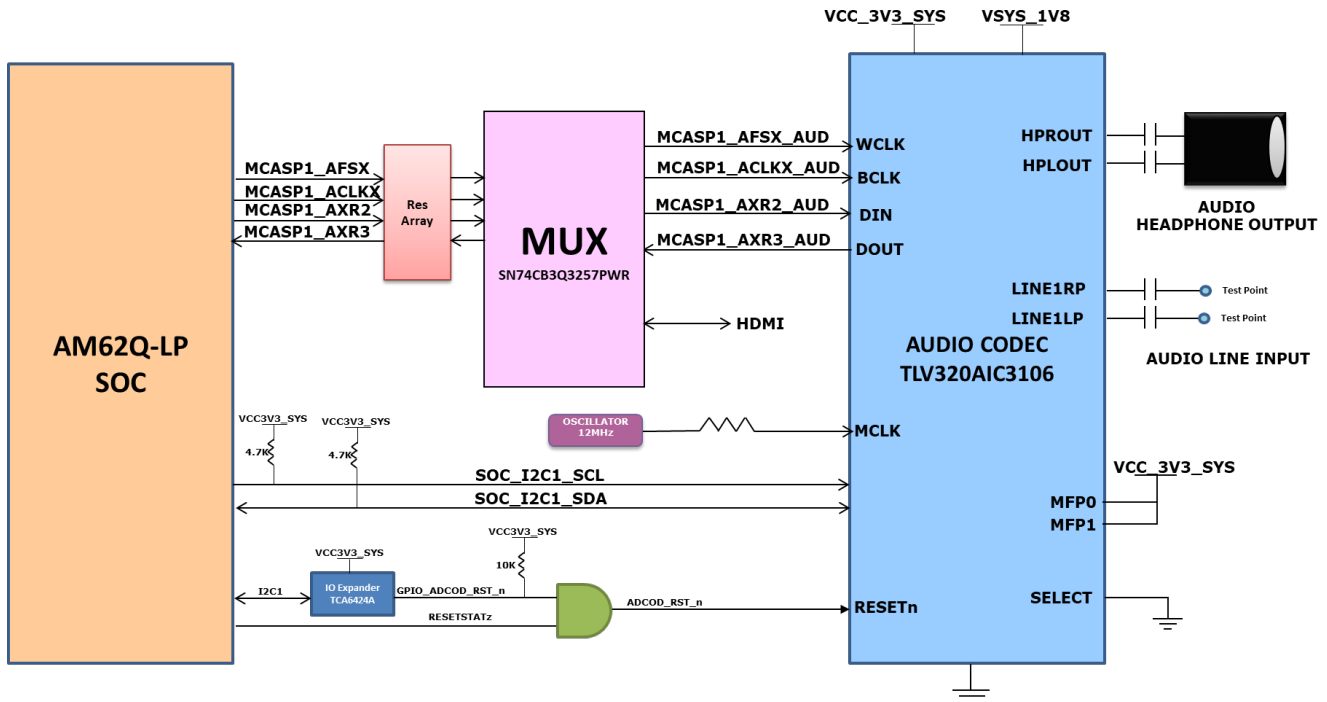 VCC_3V3_SYS
VSYS_1V8
MCASP1_AFSX
MCASP1_ACLKX
MCASP1_AXR2
MCASP1_AXR3
Res
Array
MUX
SN74CB3Q3257PWR
MCASP1_AFSX_AUD
MCASP1_ACLKX_AUD
MCASP1_AXR2_AUD
MCASP1_AXR3_AUD
HDMI
WCLK
BCLK
DIN
DOUT
HPROUT
HPLOUT
AUDIO
HEADPHONE OUTPUT
LINE1RP
LINE1LP
Test Point
Test Point
AUDIO LINE INPUT
AM62Q-LP
SOC
AUDIO CODEC
TLV320AIC3106
OSCILLATOR
12MHz
MCLK
VCC3V3_SYS
4.7K
VCC3V3_SYS
4.7K
SOC_I2C1_SCL
SOC_I2C1_SDA
VCC_3V3_SYS
MFP0
MFP1
VCC3V3_SYS
10K
VCC3V3_SYS
I2C1
IO Expander
TCA6424A
GPIO_ADCOD_RST_n
RESETSTATz
ADCOD_RST_n
RESETn
SELECT